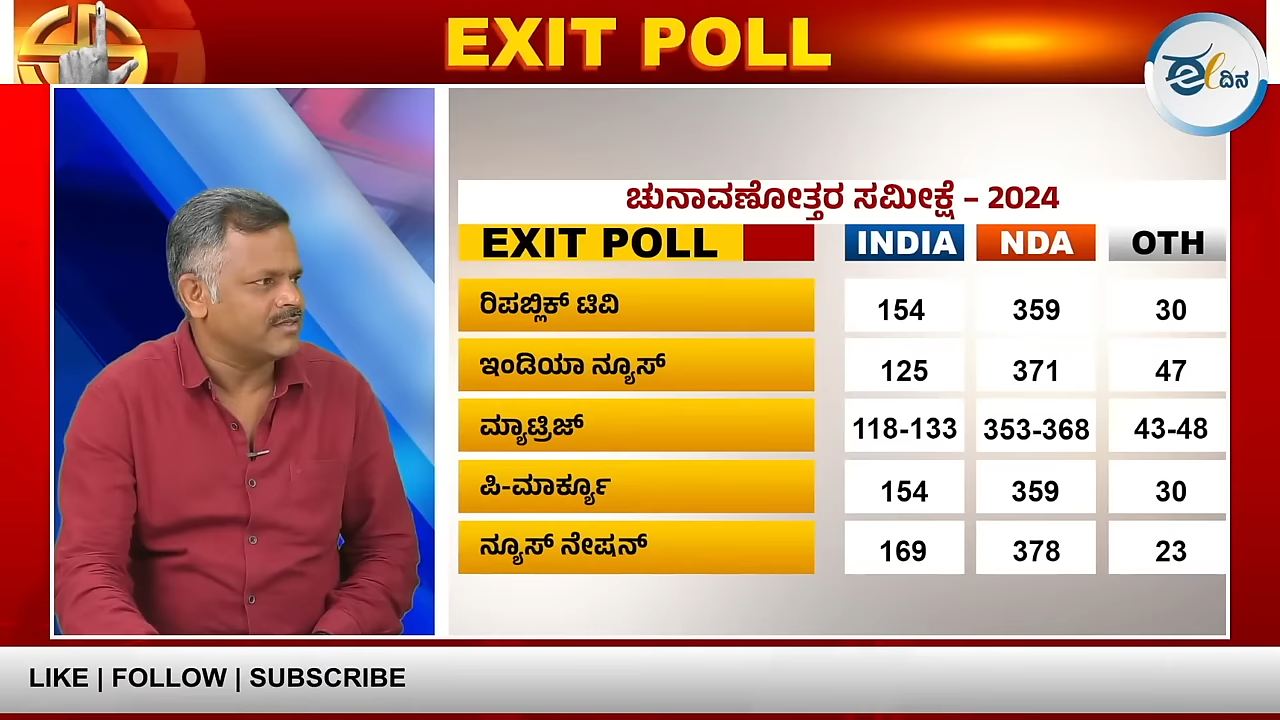 EXIT POLL
ಈ ದಿನ
ಚುನಾವಣೋತ್ತರ ಸಮೀಕ್ಷೆ – 2024
EXIT POLL INDIA NDA OTH
ರಿಪಬ್ಲಿಕ್ ಟಿವಿ 154 359 30
ಇಂಡಿಯಾ ನ್ಯೂಸ್ 125 371 47
ಮ್ಯಾಟ್ರಿಜ್ 118-133 353-368 43-48
ಪಿ-ಮಾರ್ಕ್ಯೂ 154 359 30
ನ್ಯೂಸ್ ನೇಷನ್ 169 378 23
LIKE | FOLLOW | SUBSCRIBE